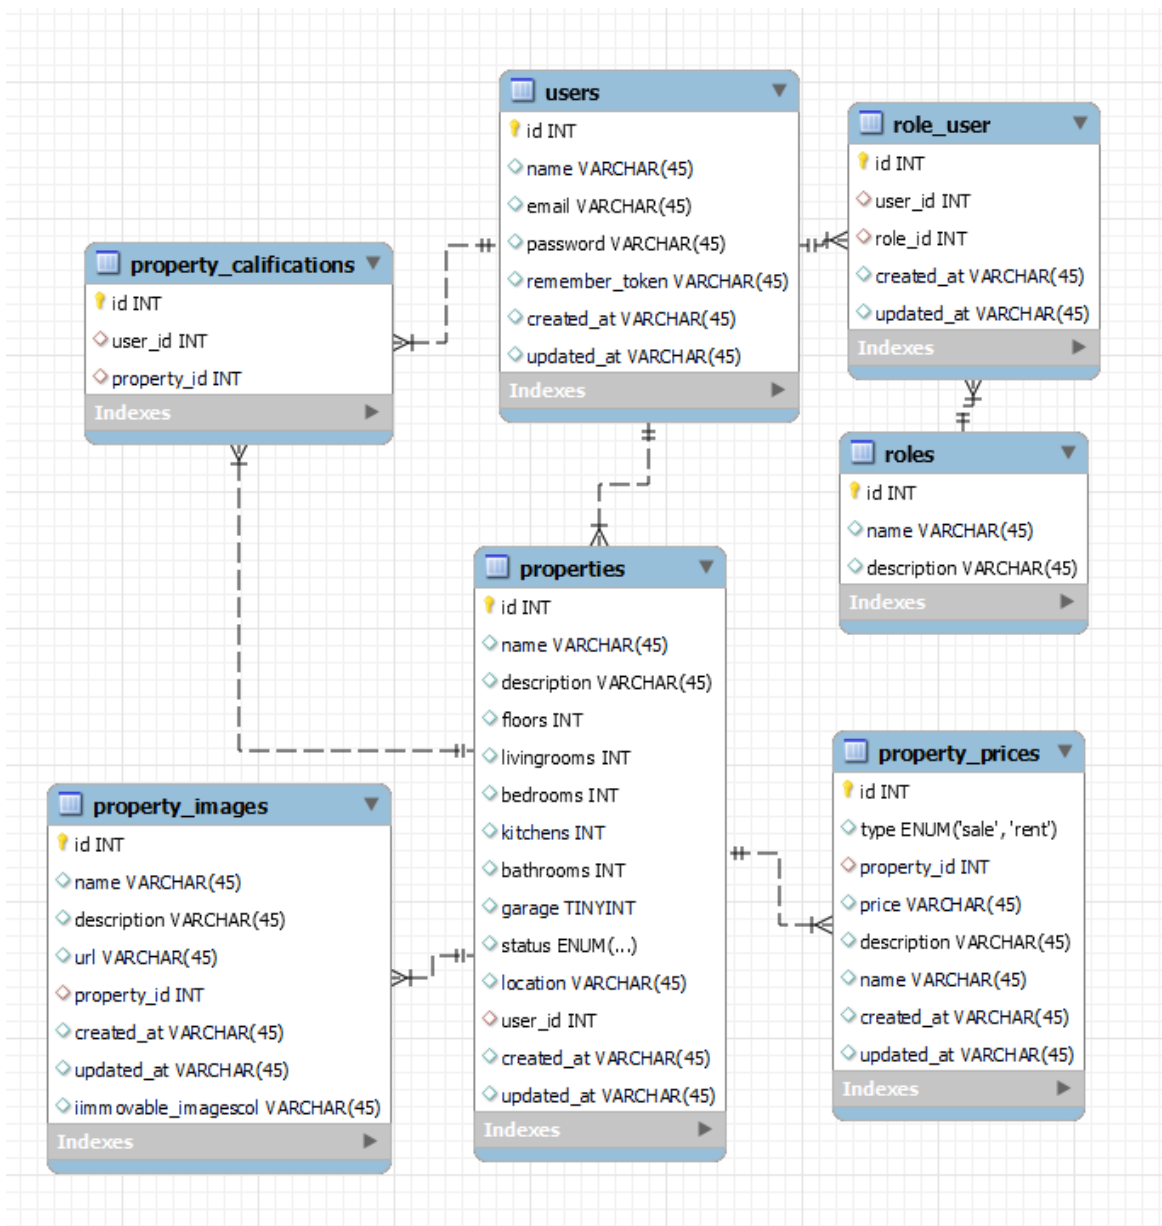 users
id INT
name VARCHAR(45)
email VARCHAR(45)
password VARCHAR(45)
remember_token VARCHAR(45)
created_at VARCHAR(45)
updated_at VARCHAR(45)
Indexes
role_user
id INT
user_id INT
role_id INT
created_at VARCHAR(45)
updated_at VARCHAR(45)
Indexes
property_califications
id INT
user_id INT
property_id INT
Indexes
roles
id INT
name VARCHAR(45)
description VARCHAR(45)
Indexes
properties
id INT
name VARCHAR(45)
description VARCHAR(45)
floors INT
livingrooms INT
bedrooms INT
kitchens INT
bathrooms INT
garage TINYINT
status ENUM(...)
location VARCHAR(45)
user_id INT
created_at VARCHAR(45)
updated_at VARCHAR(45)
Indexes
property_prices
id INT
type ENUM('sale', 'rent')
property_id INT
price VARCHAR(45)
description VARCHAR(45)
name VARCHAR(45)
created_at VARCHAR(45)
updated_at VARCHAR(45)
Indexes
property_images
id INT
name VARCHAR(45)
description VARCHAR(45)
url VARCHAR(45)
property_id INT
created_at VARCHAR(45)
updated_at VARCHAR(45)
iimmovable_imagescol VARCHAR(45)
Indexes